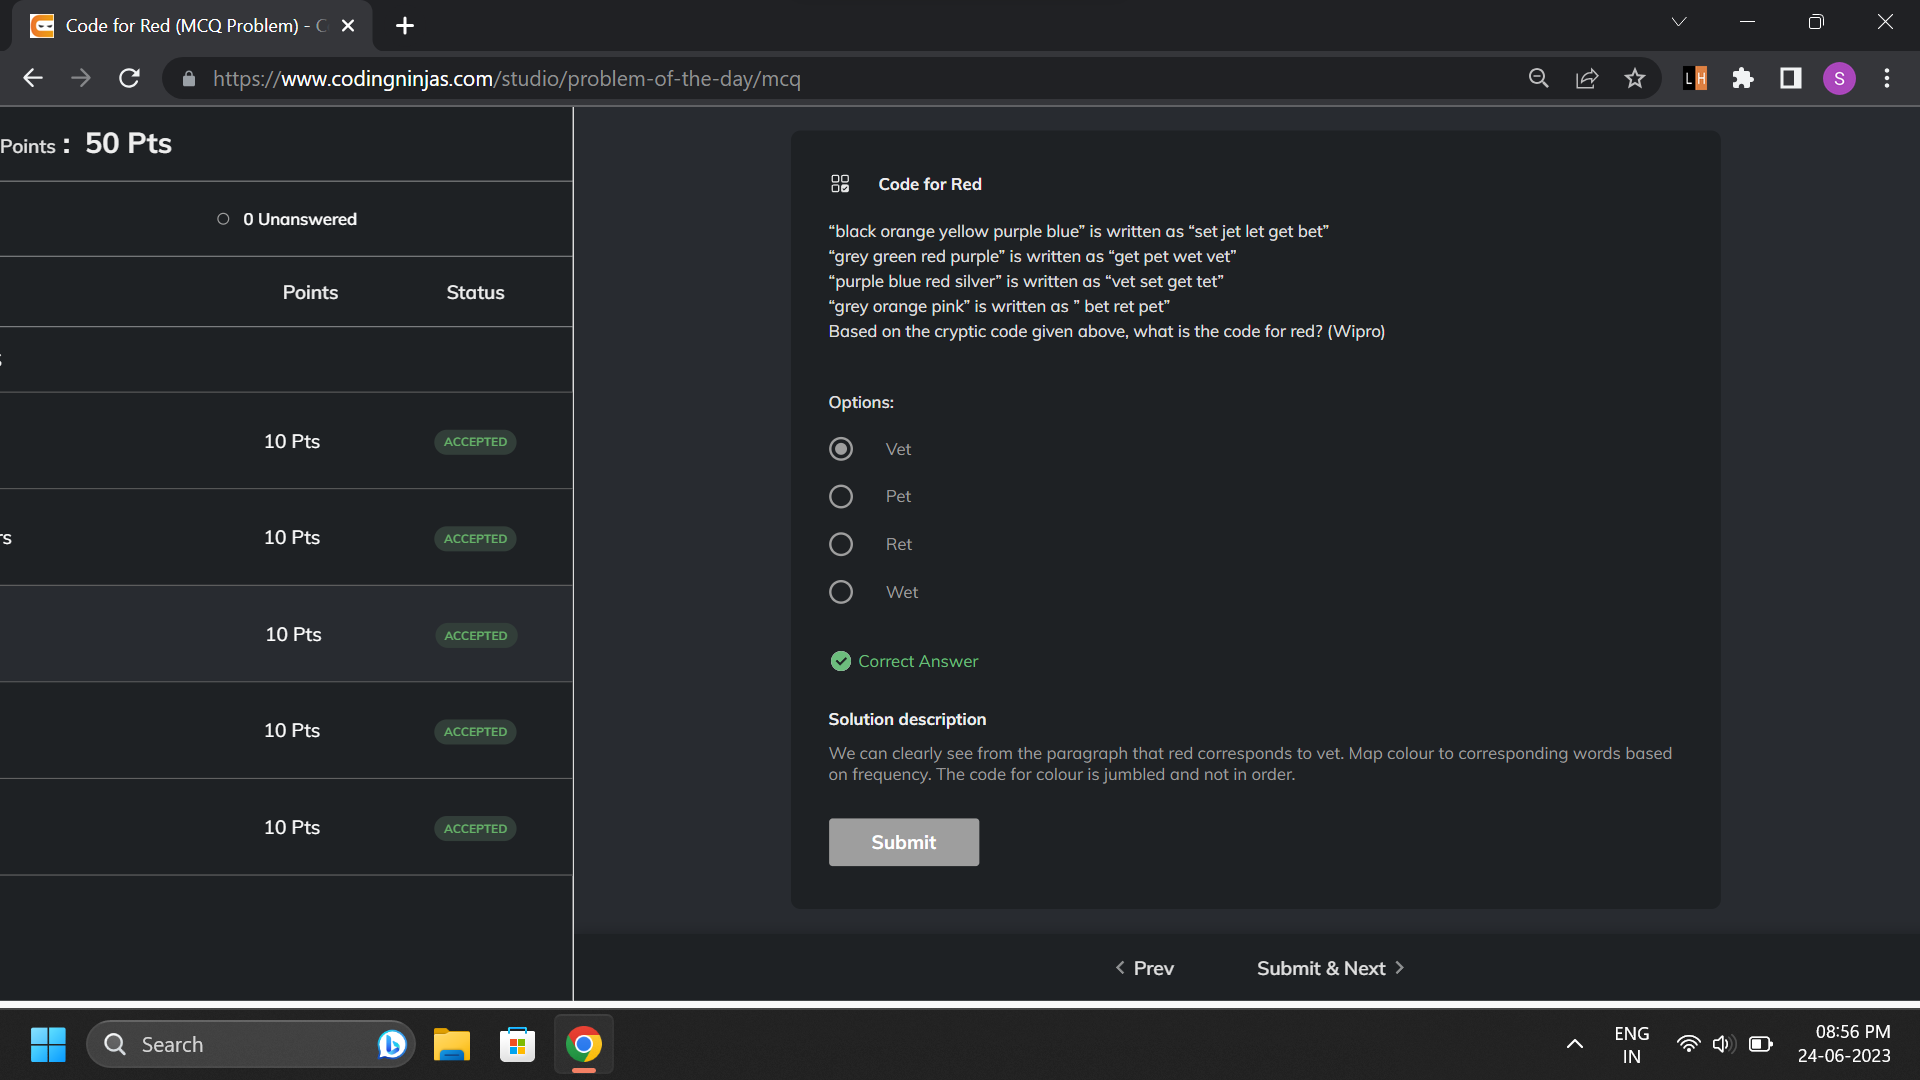 Code for Red (MCQ Problem) - C
https://www.codingninjas.com/studio/problem-of-the-day/mcq
LH
S
Points : 50 Pts
0 Unanswered
Points Status
10 Pts ACCEPTED
rs 10 Pts ACCEPTED
10 Pts ACCEPTED
10 Pts ACCEPTED
10 Pts ACCEPTED
Code for Red
“black orange yellow purple blue” is written as “set jet let get bet”
“grey green red purple” is written as “get pet wet vet”
“purple blue red silver” is written as “vet set get tet”
“grey orange pink” is written as ” bet ret pet”
Based on the cryptic code given above, what is the code for red? (Wipro)
Options:
Vet
Pet
Ret
Wet
Correct Answer
Solution description
We can clearly see from the paragraph that red corresponds to vet. Map colour to corresponding words based
on frequency. The code for colour is jumbled and not in order.
Submit
Prev Submit & Next
Search
ENG
IN
08:56 PM
24-06-2023